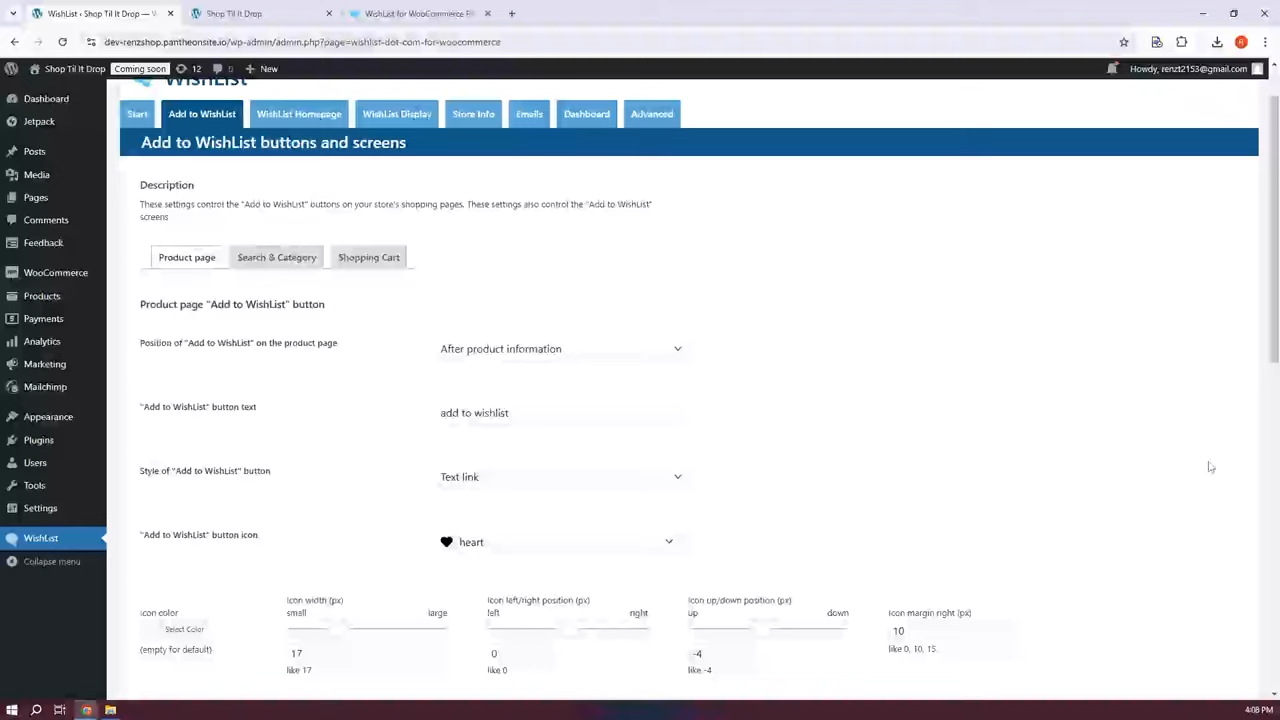 WishList ‹ Shop Til It Drop — W
Shop Til It Drop
WishList for WooCommerce
dev-renzshop.pantheonsite.io/wp-admin/admin.php?page=wishlist-dot-com-for-woocommerce
Shop Til It Drop
Coming soon
12
0
+ New
Howdy, renzt2153@gmail.com
WishList
Dashboard
Jetpack
Posts
Media
Pages
Comments
Feedback
WooCommerce
Products
Payments
Analytics
Marketing
Mailchimp
Appearance
Plugins
Users
Tools
Settings
WishList
Collapse menu
Start
Add to WishList
WishList Homepage
WishList Display
Store Info
Emails
Dashboard
Advanced
Add to WishList buttons and screens
Description
These settings control the "Add to WishList" buttons on your store's shopping pages. These settings also control the "Add to WishList"
screens
Product page
Search & Category
Shopping Cart
Product page "Add to WishList" button
Position of "Add to WishList" on the product page
After product information
"Add to WishList" button text
add to wishlist
Style of "Add to WishList" button
Text link
"Add to WishList" button icon
heart
Icon color
Select Color
(empty for default)
Icon width (px)
small
large
17
like 17
Icon left/right position (px)
left
right
0
like 0
Icon up/down position (px)
up
down
-4
like -4
Icon margin right (px)
10
like 0, 10, 15.
4:08 PM